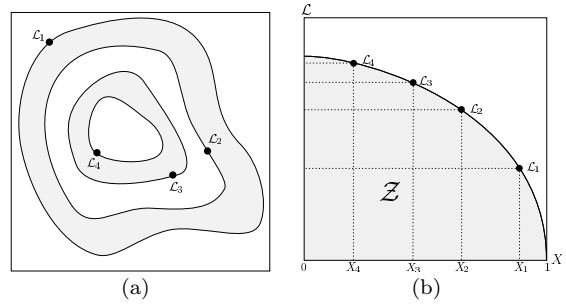 ℒ₁
ℒ₂
ℒ₄
ℒ₃
(a)
ℒ
ℒ₄
ℒ₃
ℒ₂
ℒ₁
𝒵
0 X₄ X₃ X₂ X₁ 1 X
(b)